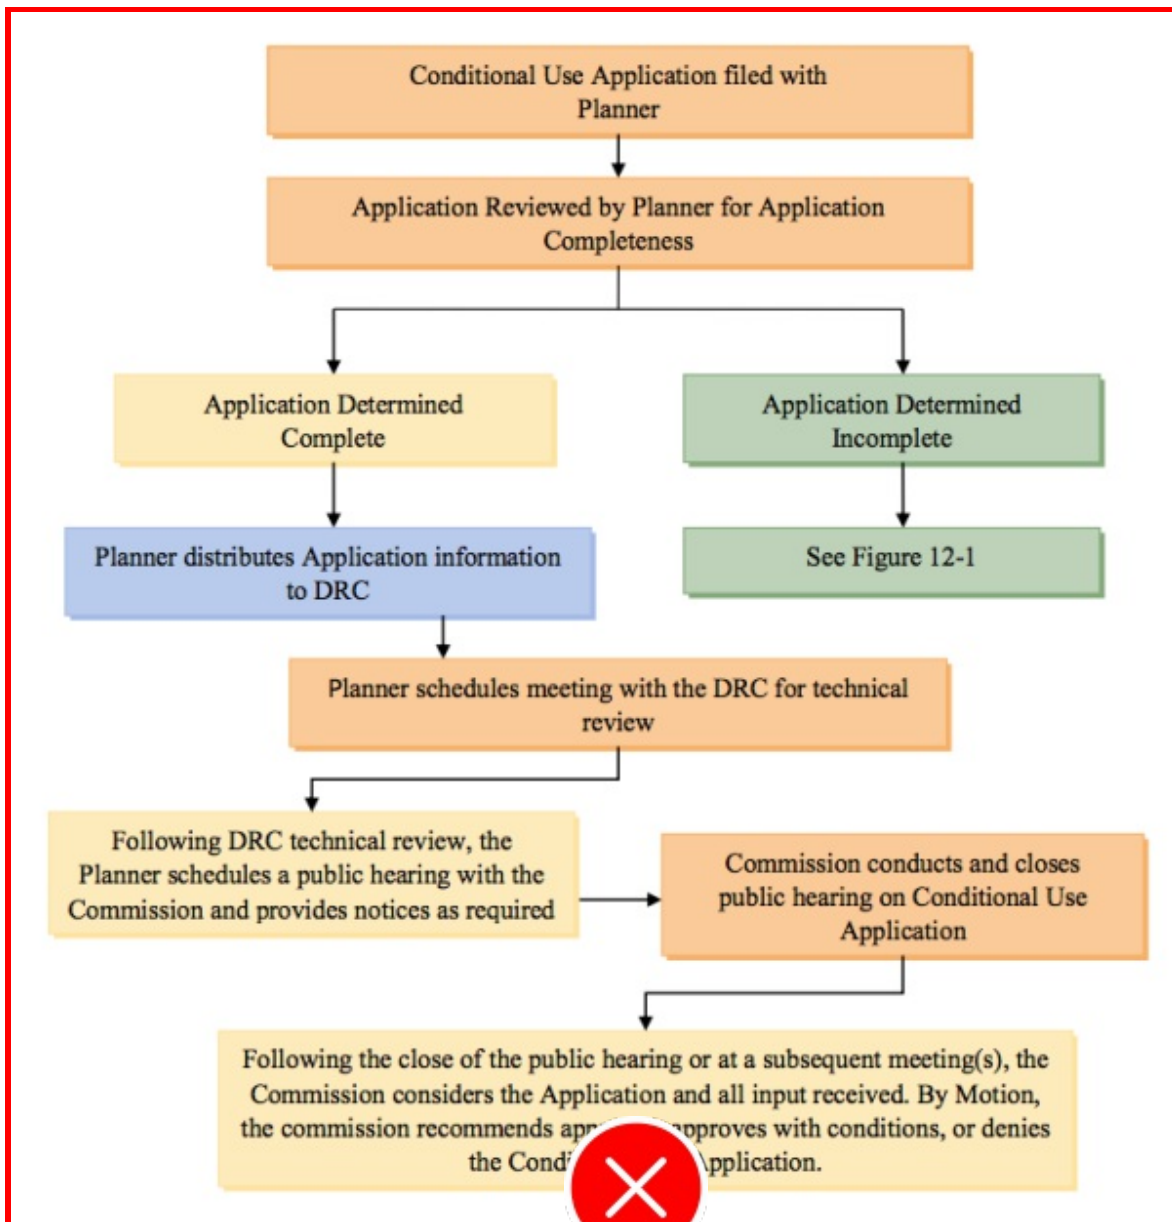 Conditional Use Application filed with
Planner
Application Reviewed by Planner for Application
Completeness
Application Determined
Complete
Application Determined
Incomplete
Planner distributes Application information
to DRC
See Figure 12-1
Planner schedules meeting with the DRC for technical
review
Following DRC technical review, the
Planner schedules a public hearing with the
Commission and provides notices as required
Commission conducts and closes
public hearing on Conditional Use
Application
Following the close of the public hearing or at a subsequent meeting(s), the
Commission considers the Application and all input received. By Motion,
the commission recommends approves with conditions, or denies
the Application.